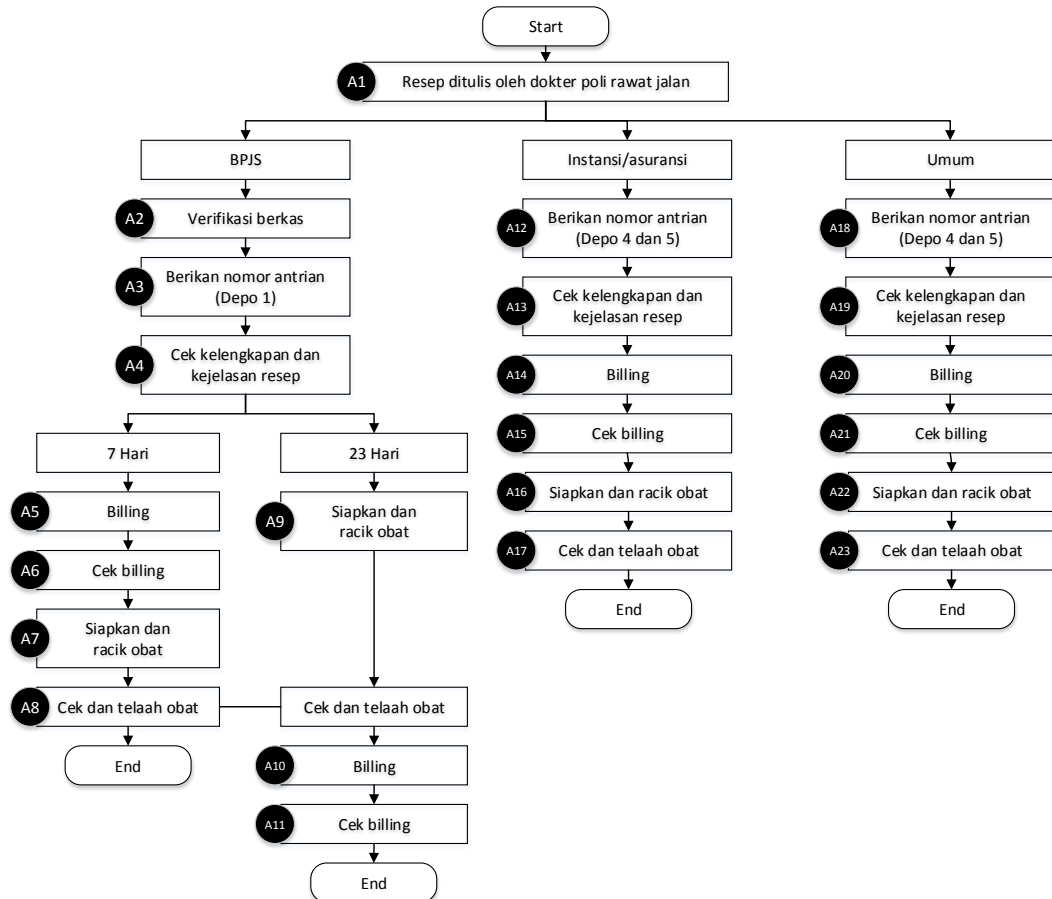 Start
A1
Resep ditulis oleh dokter poli rawat jalan
BPJS
A2
Verifikasi berkas
A3
Berikan nomor antrian
(Depo 1)
A4
Cek kelengkapan dan
kejelasan resep
7 Hari
A5
Billing
A6
Cek billing
A7
Siapkan dan
racik obat
A8
Cek dan telaah obat
End
23 Hari
A9
Siapkan dan
racik obat
Cek dan telaah obat
A10
Billing
A11
Cek billing
End
Instansi/asuransi
A12
Berikan nomor antrian
(Depo 4 dan 5)
A13
Cek kelengkapan dan
kejelasan resep
A14
Billing
A15
Cek billing
A16
Siapkan dan racik obat
A17
Cek dan telaah obat
End
Umum
A18
Berikan nomor antrian
(Depo 4 dan 5)
A19
Cek kelengkapan dan
kejelasan resep
A20
Billing
A21
Cek billing
A22
Siapkan dan racik obat
A23
Cek dan telaah obat
End